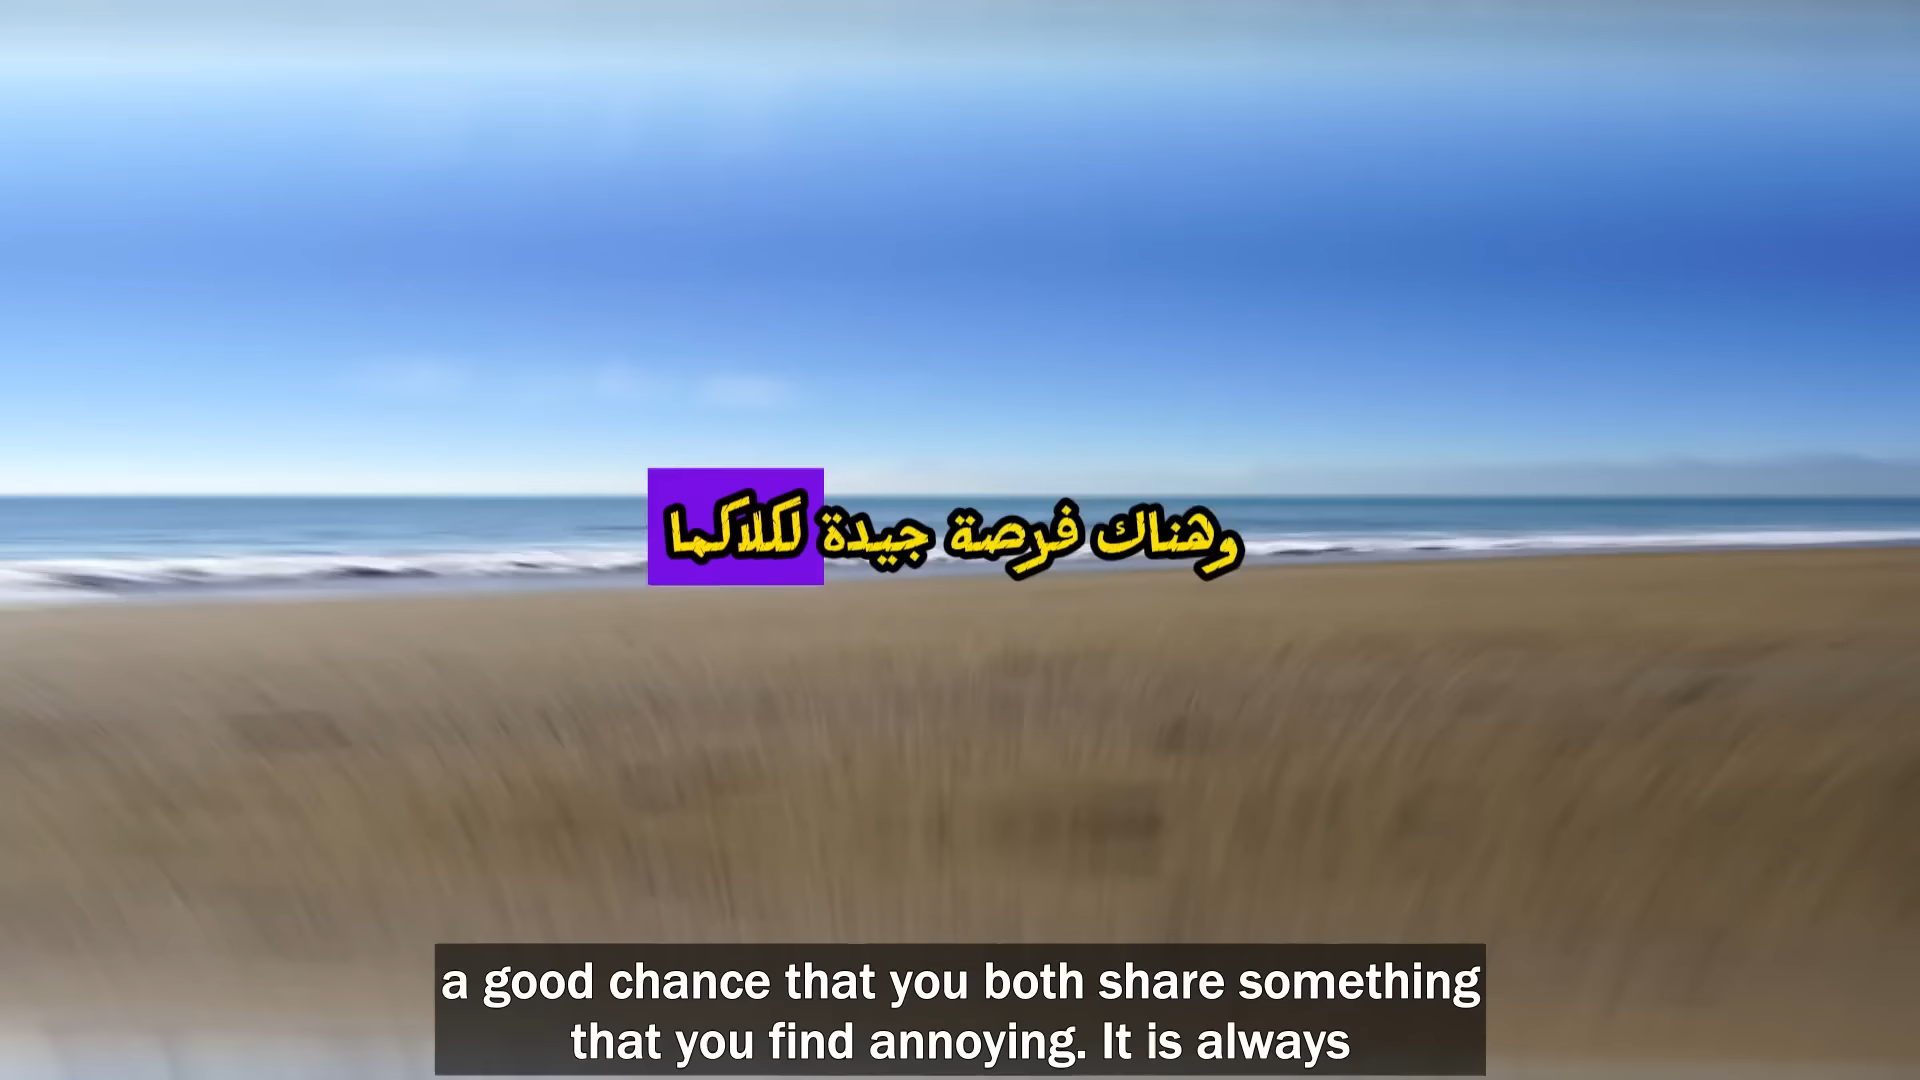 وهناك فرصة جيدة لكلاكما
a good chance that you both share something
that you find annoying. It is always